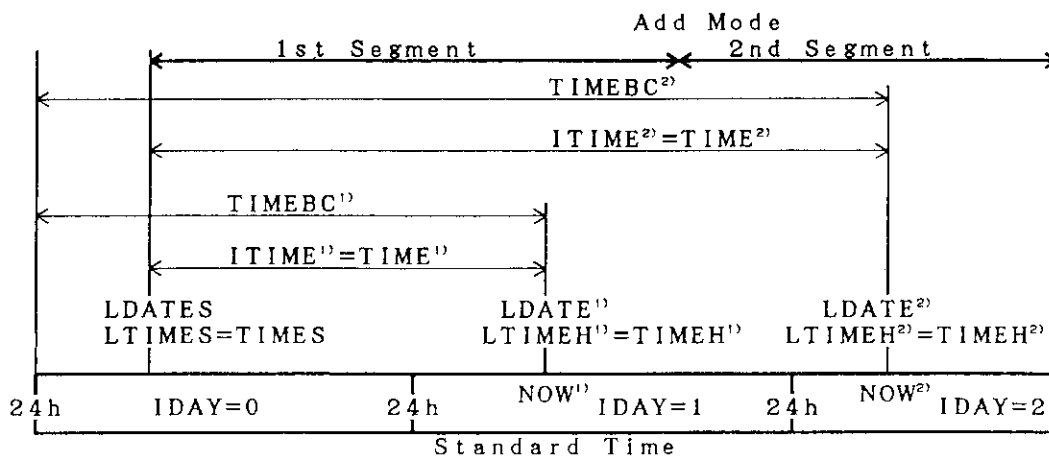 Add Mode
1st Segment 2nd Segment
TIMEBC²⁾
ITIME²⁾=TIME²⁾
TIMEBC¹⁾
ITIME¹⁾=TIME¹⁾
LDATES LDATE¹⁾ LDATE²⁾
LTIMES=TIMES LTIMEH¹⁾=TIMEH¹⁾ LTIMEH²⁾=TIMEH²⁾
24h IDAY=0 24h NOW¹⁾ IDAY=1 24h NOW²⁾ IDAY=2
Standard Time